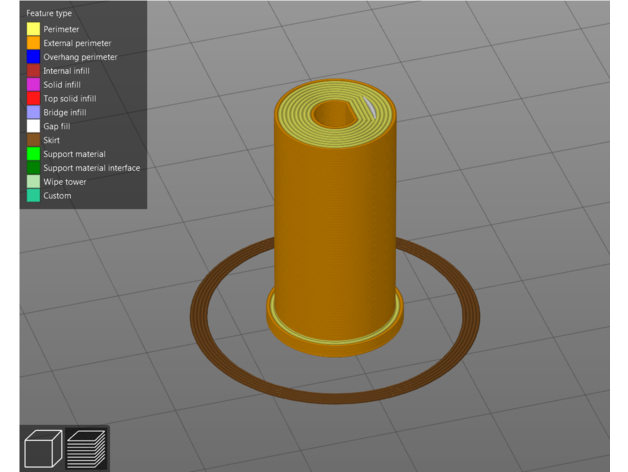 Feature type
Perimeter
External perimeter
Overhang perimeter
Internal infill
Solid infill
Top solid infill
Bridge infill
Gap fill
Skirt
Support material
Support material interface
Wipe tower
Custom